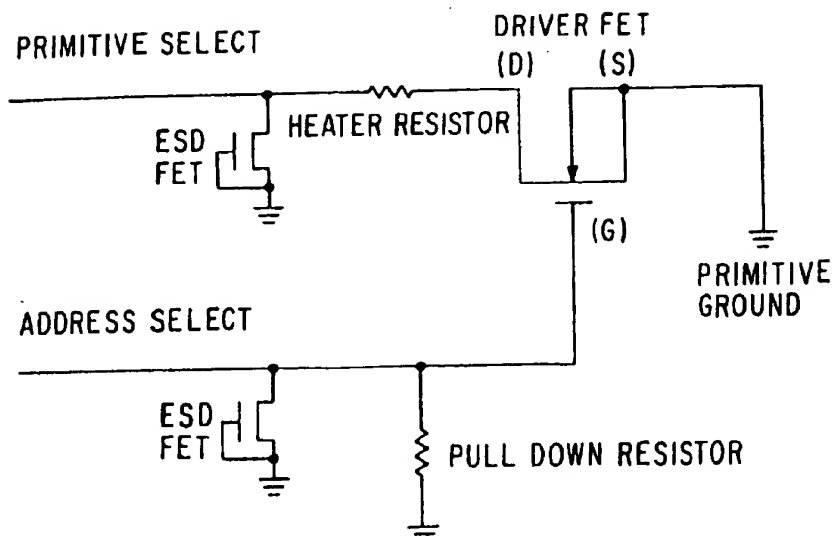 PRIMITIVE SELECT
DRIVER FET
(D) (S)
HEATER RESISTOR
ESD
FET
(G)
PRIMITIVE
GROUND
ADDRESS SELECT
ESD
FET
PULL DOWN RESISTOR